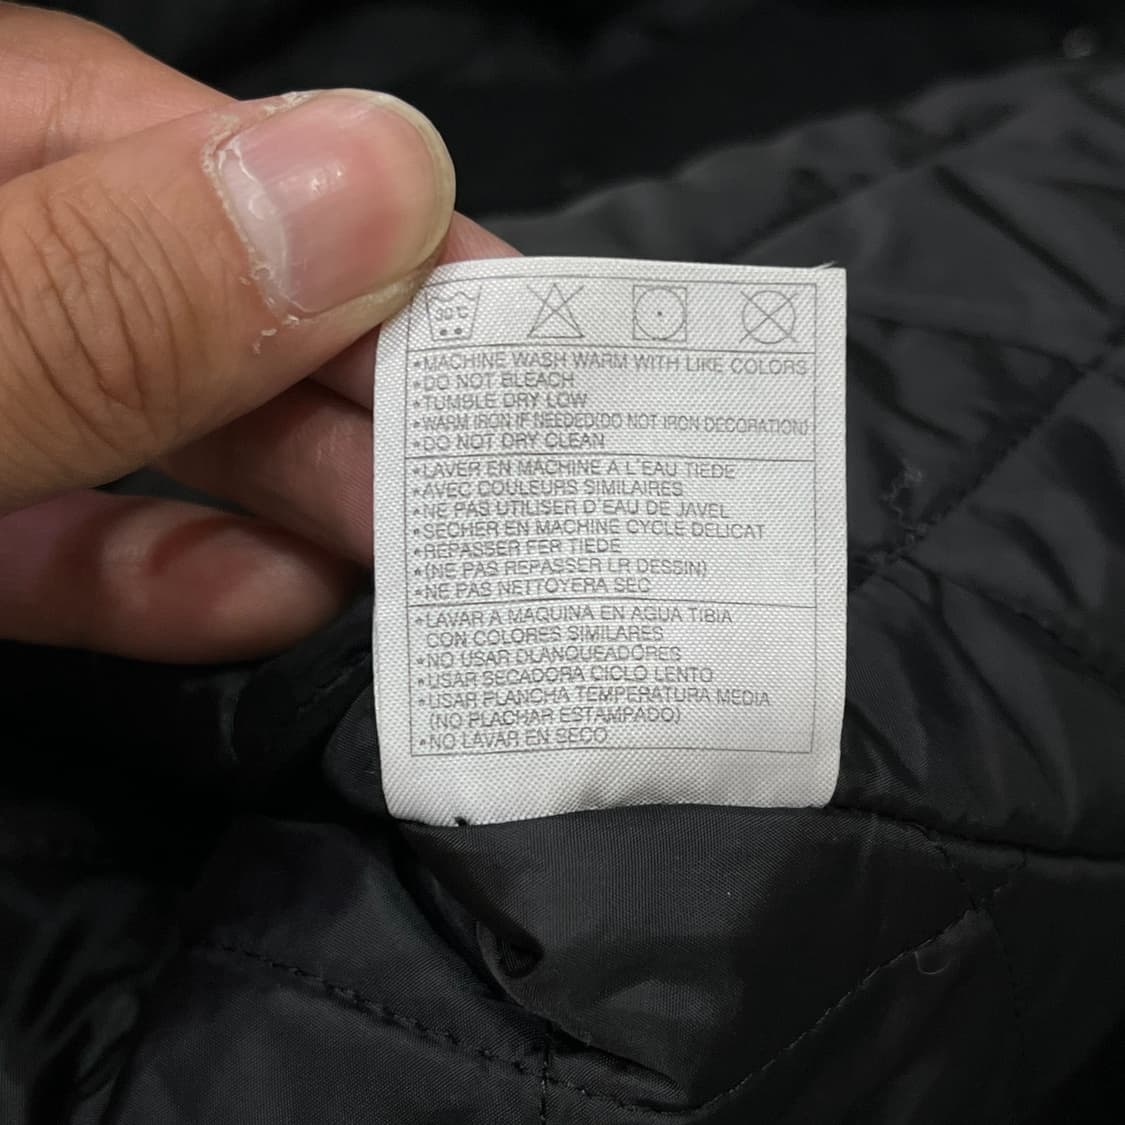 30℃
*MACHINE WASH WARM WITH LIKE COLORS
*DO NOT BLEACH
*TUMBLE DRY LOW
*WARM IRON IF NEEDED(DO NOT IRON DECORATION)
*DO NOT DRY CLEAN
*LAVER EN MACHINE A L'EAU TIEDE
*AVEC COULEURS SIMILAIRES
*NE PAS UTILISER D'EAU DE JAVEL
*SECHER EN MACHINE CYCLE DELICAT
*REPASSER FER TIEDE
*(NE PAS REPASSER LR DESSIN)
*NE PAS NETTOYERA SEC
*LAVAR A MAQUINA EN AGUA TIBIA
CON COLORES SIMILARES
*NO USAR DLANQUEADORES
*USAR SECADORA CICLO LENTO
*USAR PLANCHA TEMPERATURA MEDIA
(NO PLACHAR ESTAMPADO)
*NO LAVAR EN SECO